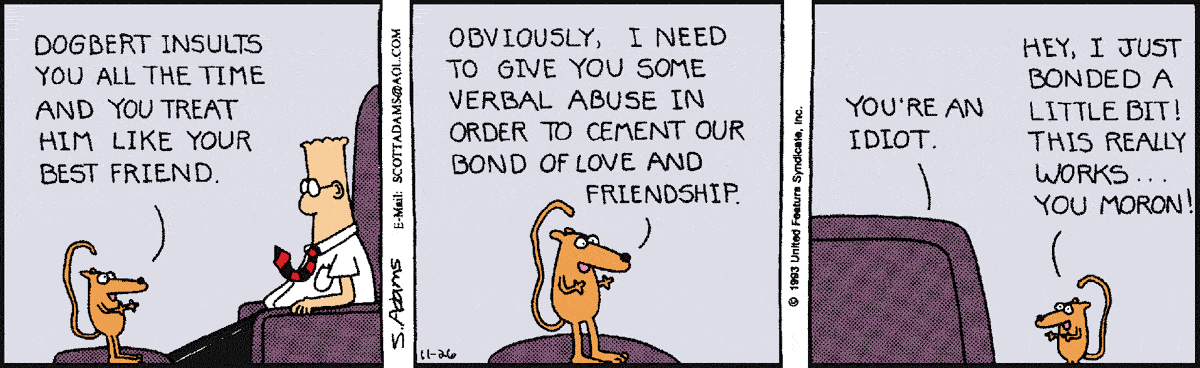 DOGBERT INSULTS
YOU ALL THE TIME
AND YOU TREAT
HIM LIKE YOUR
BEST FRIEND.
S. Adams
E-Mail: SCOTTADAMS@AOL.COM
OBVIOUSLY, I NEED
TO GIVE YOU SOME
VERBAL ABUSE IN
ORDER TO CEMENT OUR
BOND OF LOVE AND
FRIENDSHIP.
11-26
© 1993 United Feature Syndicate, Inc.
YOU'RE AN
IDIOT.
HEY, I JUST
BONDED A
LITTLE BIT!
THIS REALLY
WORKS...
YOU MORON!